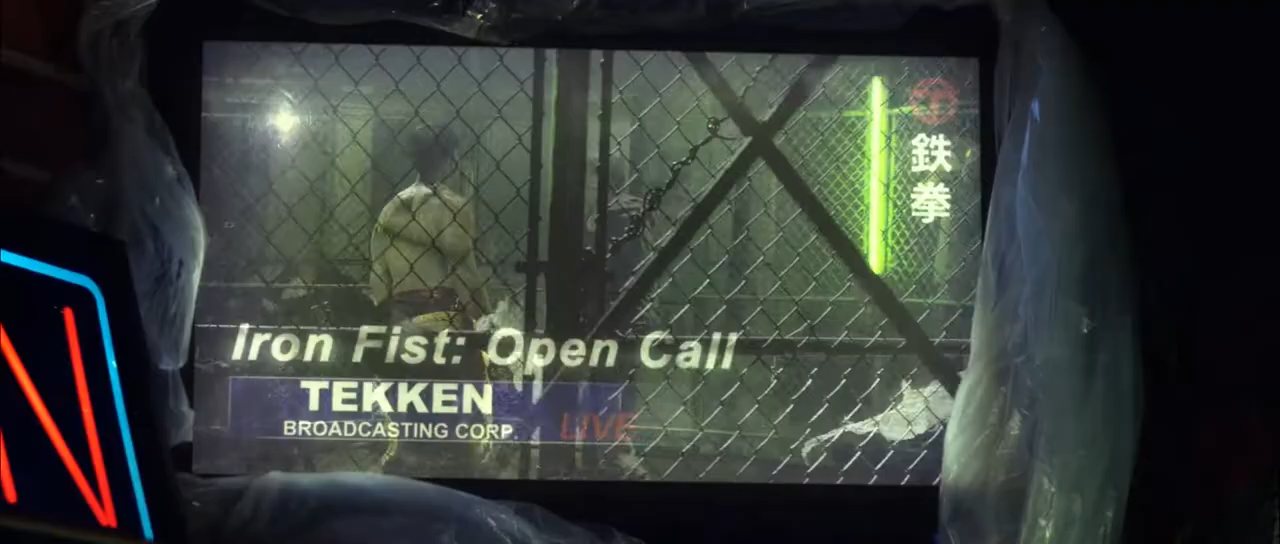 鉄拳
Iron Fist: Open Call
TEKKEN
BROADCASTING CORP.
LIVE
N